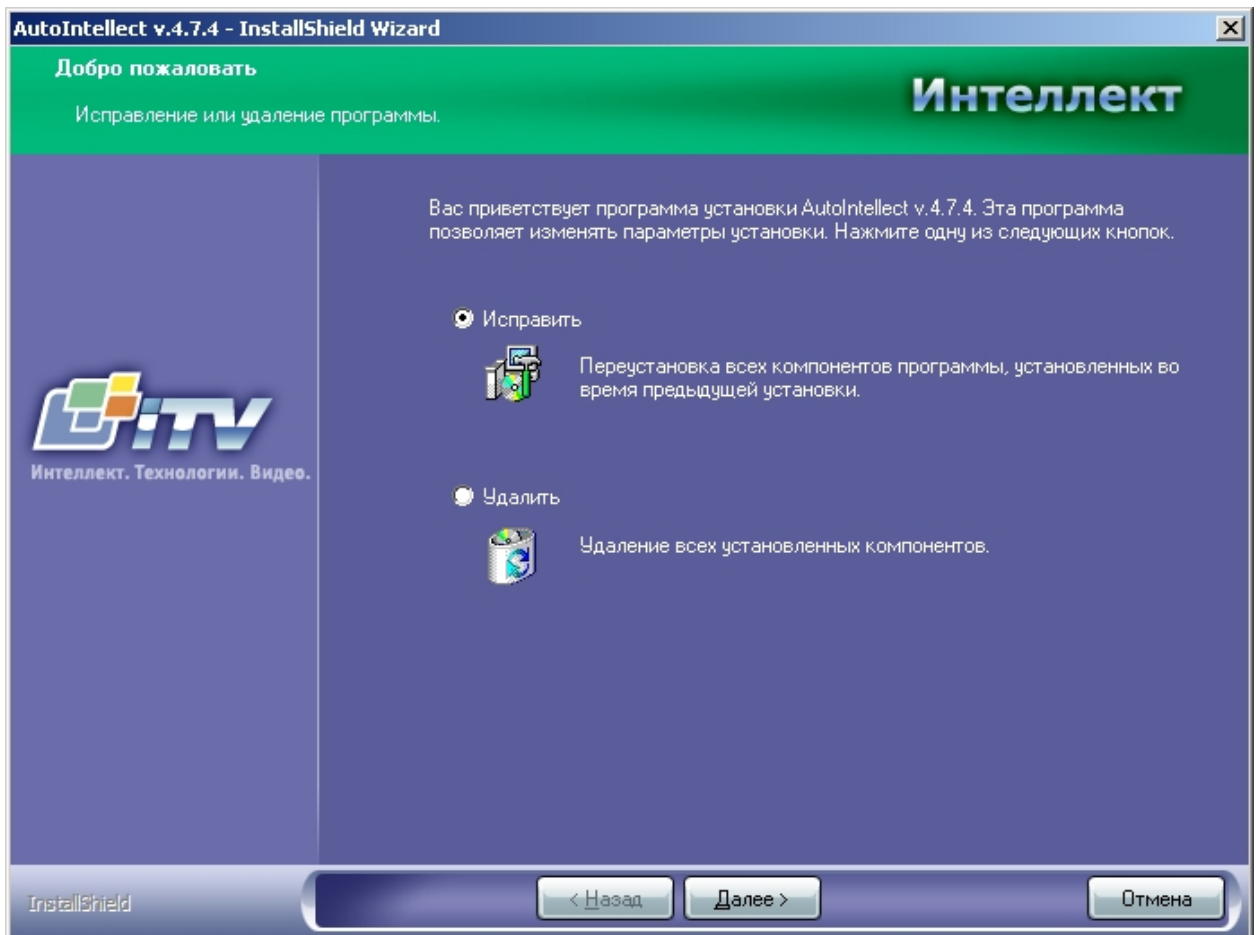 AutoIntellect v.4.7.4 - InstallShield Wizard
Добро пожаловать
Исправление или удаление программы.
Интеллект
Вас приветствует программа установки AutoIntellect v.4.7.4. Эта программа
позволяет изменять параметры установки. Нажмите одну из следующих кнопок.
Исправить
Переустановка всех компонентов программы, установленных во
время предыдущей установки.
iTV
Интеллект. Технологии. Видео.
Удалить
Удаление всех установленных компонентов.
InstallShield
< Назад
Далее >
Отмена